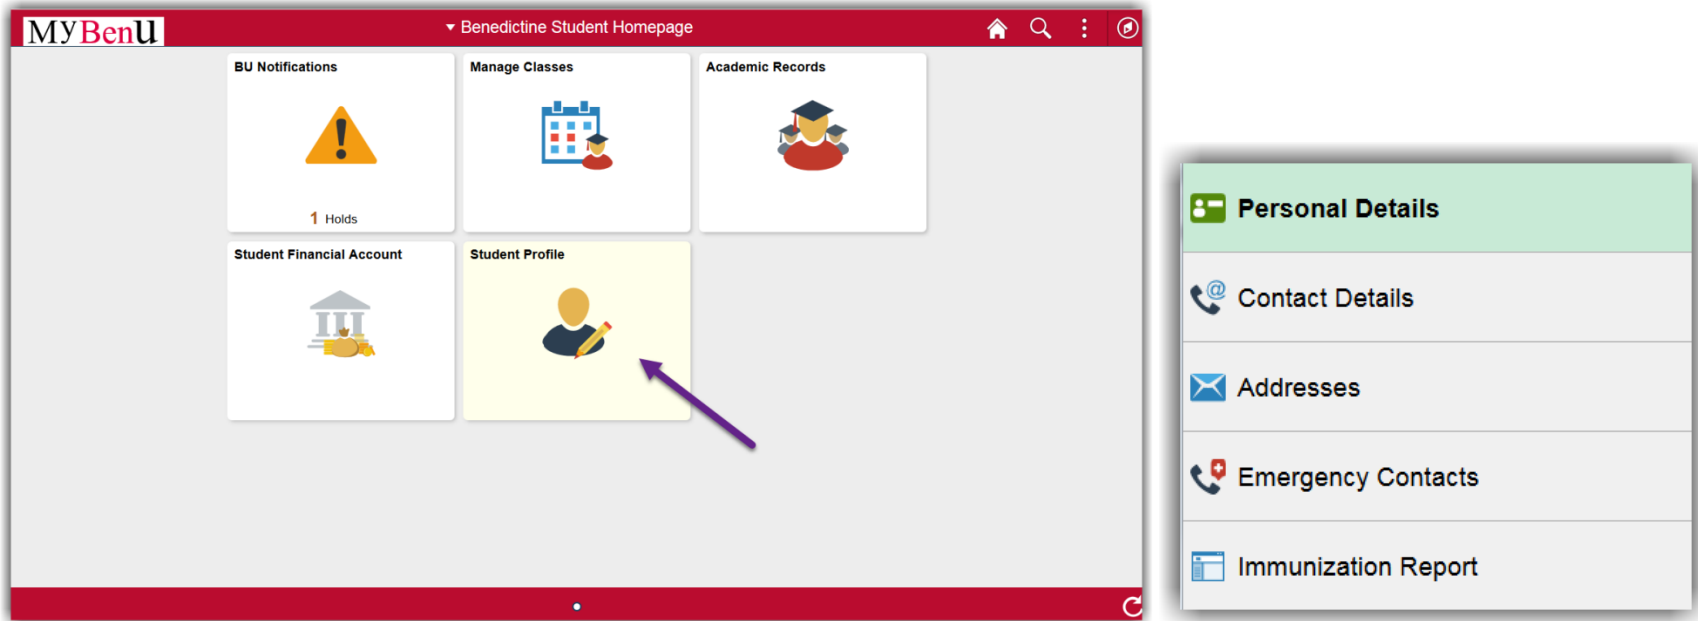 MyBenU
Benedictine Student Homepage
BU Notifications
Manage Classes
Academic Records
1 Holds
Student Financial Account
Student Profile
Personal Details
Contact Details
Addresses
Emergency Contacts
Immunization Report